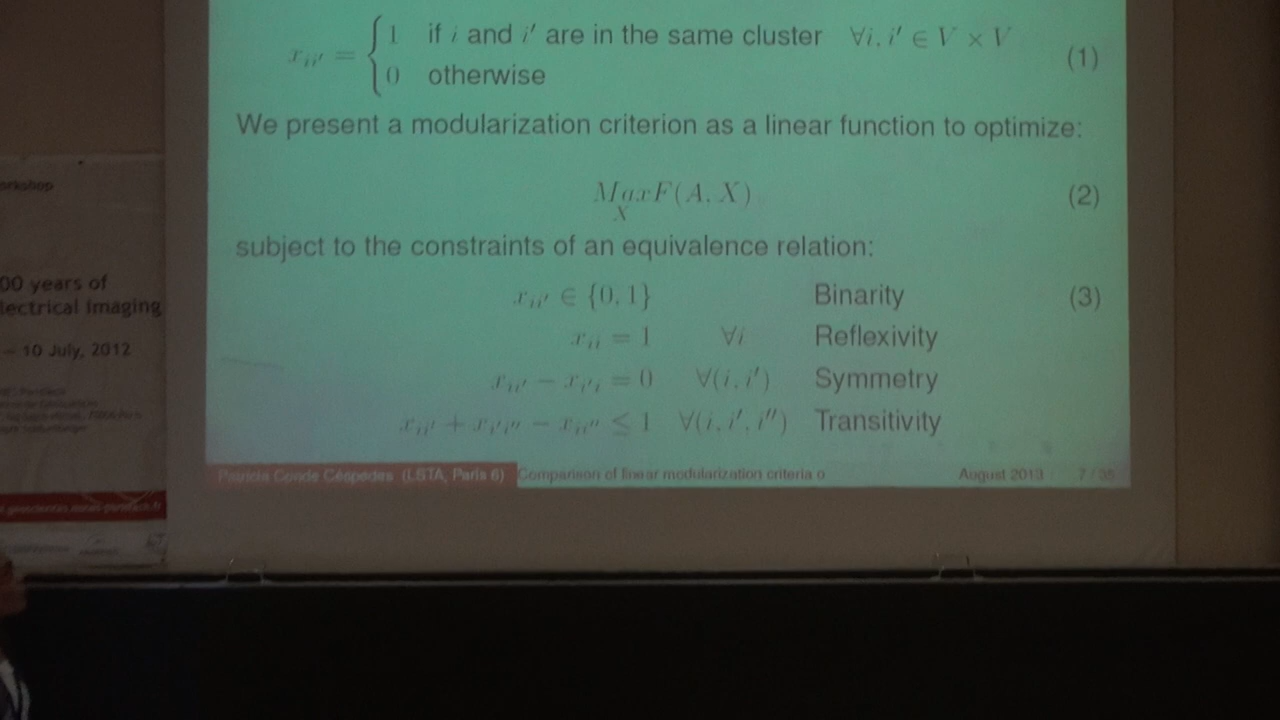 x_{ii'} = { 1 if i and i' are in the same cluster ∀i, i' ∈ V × V
0 otherwise
(1)
We present a modularization criterion as a linear function to optimize:
Max F(A, X) (2)
X
subject to the constraints of an equivalence relation:
x_{ii'} ∈ {0, 1} Binarity (3)
x_{ii} = 1 ∀i Reflexivity
x_{ii'} − x_{i'i} = 0 ∀(i, i') Symmetry
x_{ii'} + x_{i'i''} − x_{ii''} ≤ 1 ∀(i, i', i'') Transitivity
Patricia Conde Céspedes (LSTA, Paris 6) Comparison of linear modularization criteria o August 2013 7 / 35
orkshop
00 years of
lectrical imaging
– 10 July, 2012